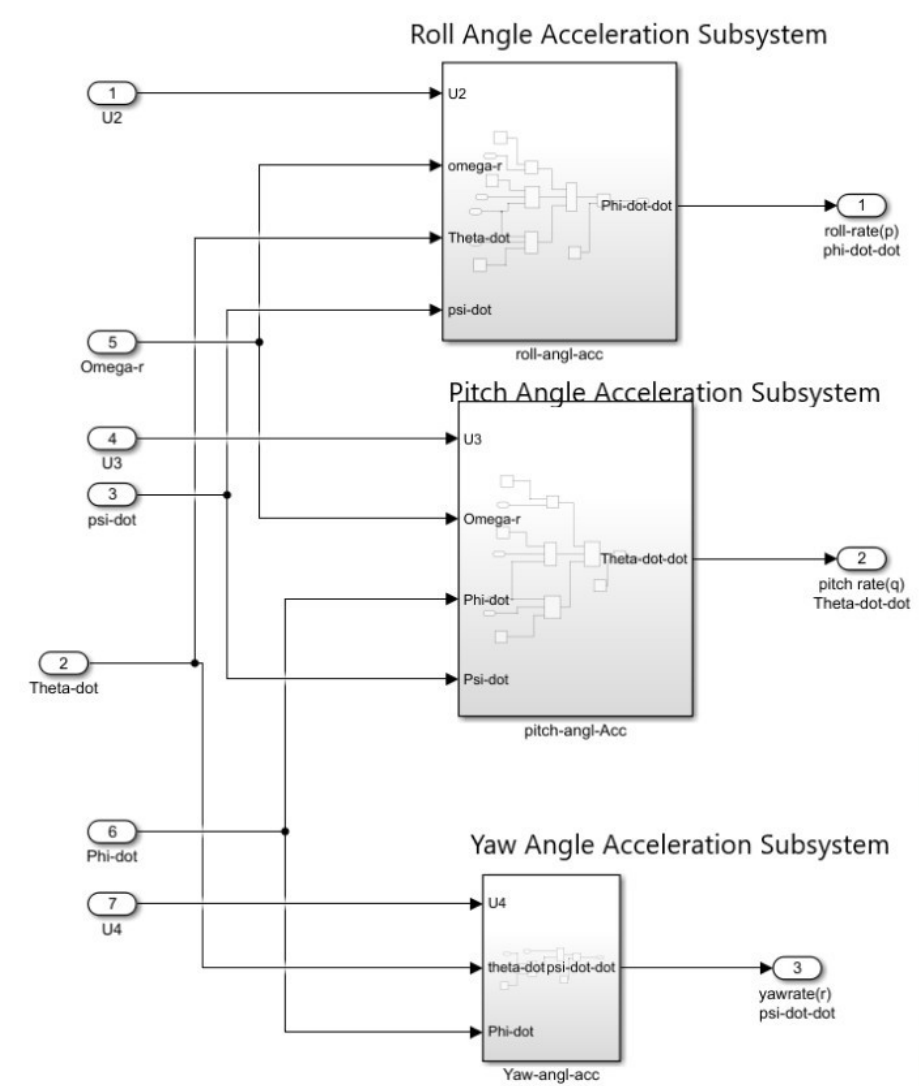 Roll Angle Acceleration Subsystem
1
U2
U2
omega-r
Theta-dot
psi-dot
Phi-dot-dot
1
roll-rate(p)
phi-dot-dot
roll-angl-acc
5
Omega-r
Pitch Angle Acceleration Subsystem
4
U3
3
psi-dot
U3
Omega-r
Phi-dot
Psi-dot
Theta-dot-dot
2
pitch rate(q)
Theta-dot-dot
pitch-angl-Acc
2
Theta-dot
6
Phi-dot
Yaw Angle Acceleration Subsystem
7
U4
U4
theta-dot
psi-dot-dot
Phi-dot
3
yawrate(r)
psi-dot-dot
Yaw-angl-acc